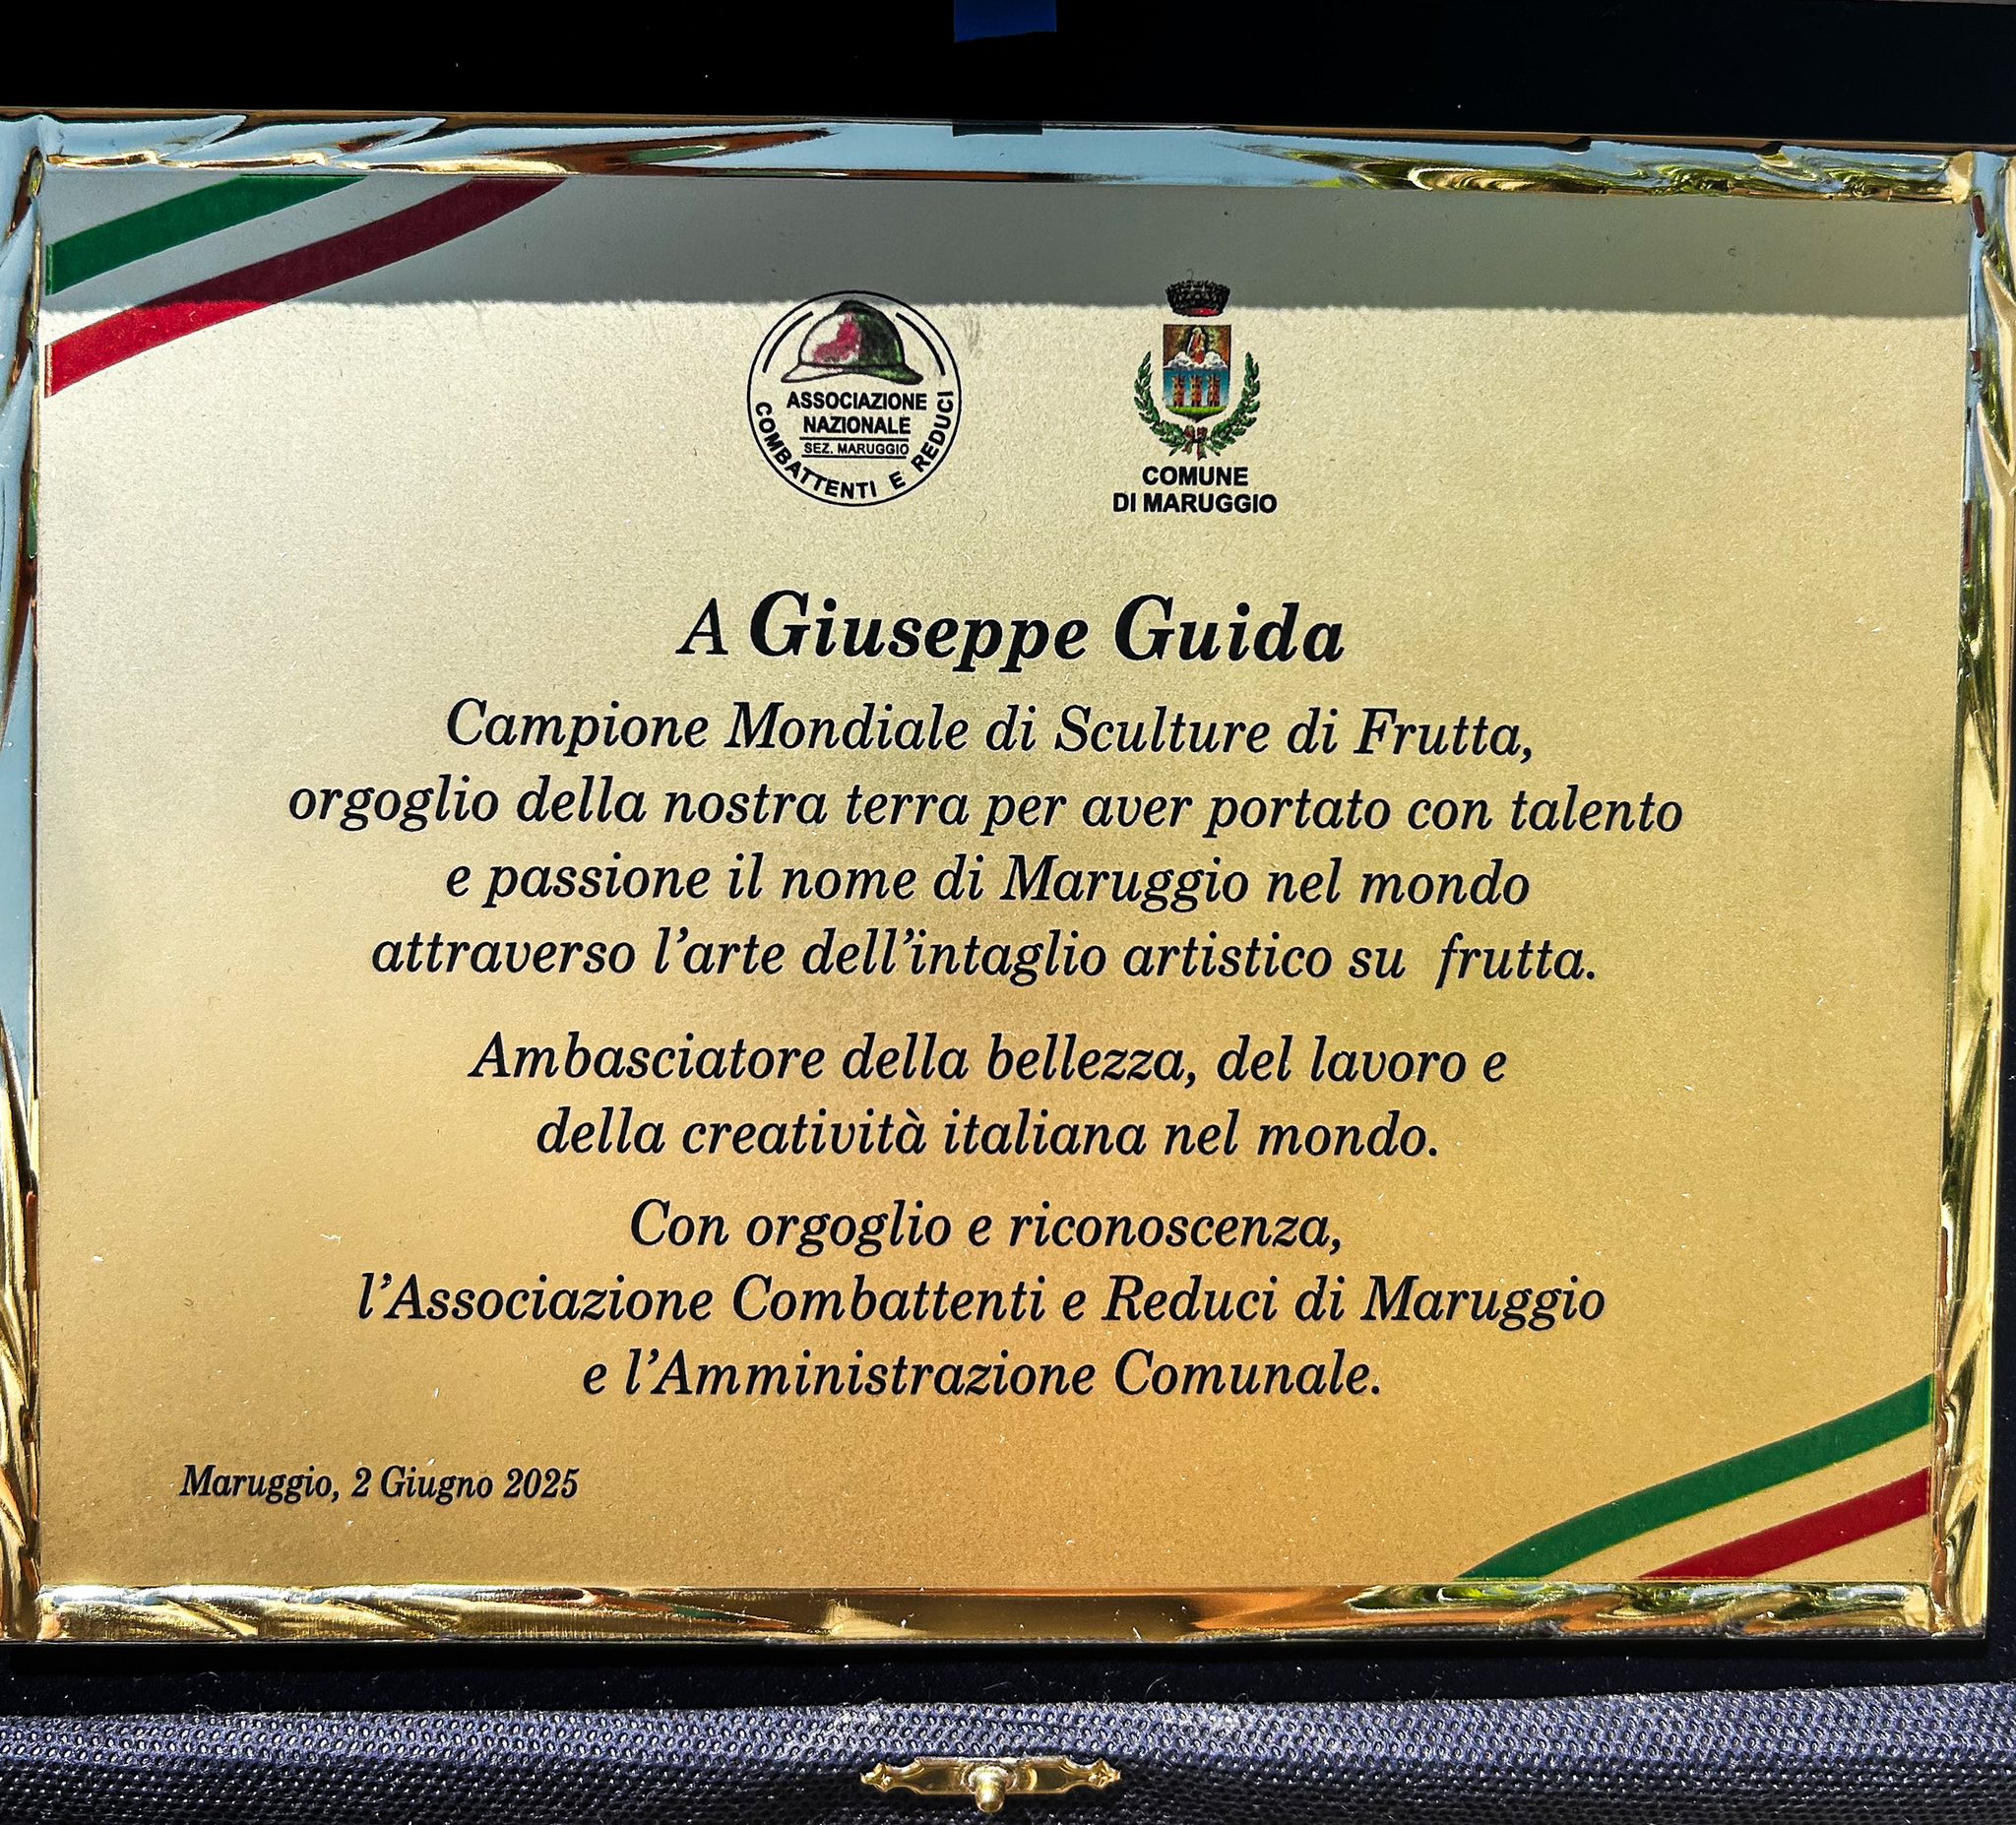 ASSOCIAZIONE
NAZIONALE
SEZ. MARUGGIO
COMBATTENTI E REDUCI
COMUNE
DI MARUGGIO
A Giuseppe Guida
Campione Mondiale di Sculture di Frutta,
orgoglio della nostra terra per aver portato con talento
e passione il nome di Maruggio nel mondo
attraverso l'arte dell'intaglio artistico su frutta.
Ambasciatore della bellezza, del lavoro e
della creatività italiana nel mondo.
Con orgoglio e riconoscenza,
l'Associazione Combattenti e Reduci di Maruggio
e l'Amministrazione Comunale.
Maruggio, 2 Giugno 2025